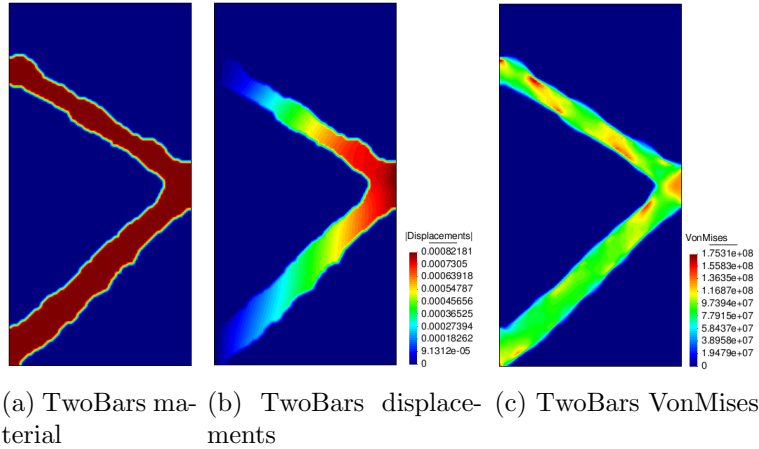 |Displacements|
0.00082181
0.0007305
0.00063918
0.00054787
0.00045656
0.00036525
0.00027394
0.00018262
9.1312e-05
0
VonMises
1.7531e+08
1.5583e+08
1.3635e+08
1.1687e+08
9.7394e+07
7.7915e+07
5.8437e+07
3.8958e+07
1.9479e+07
0
(a) TwoBars ma-
terial
(b) TwoBars displace-
ments
(c) TwoBars VonMises